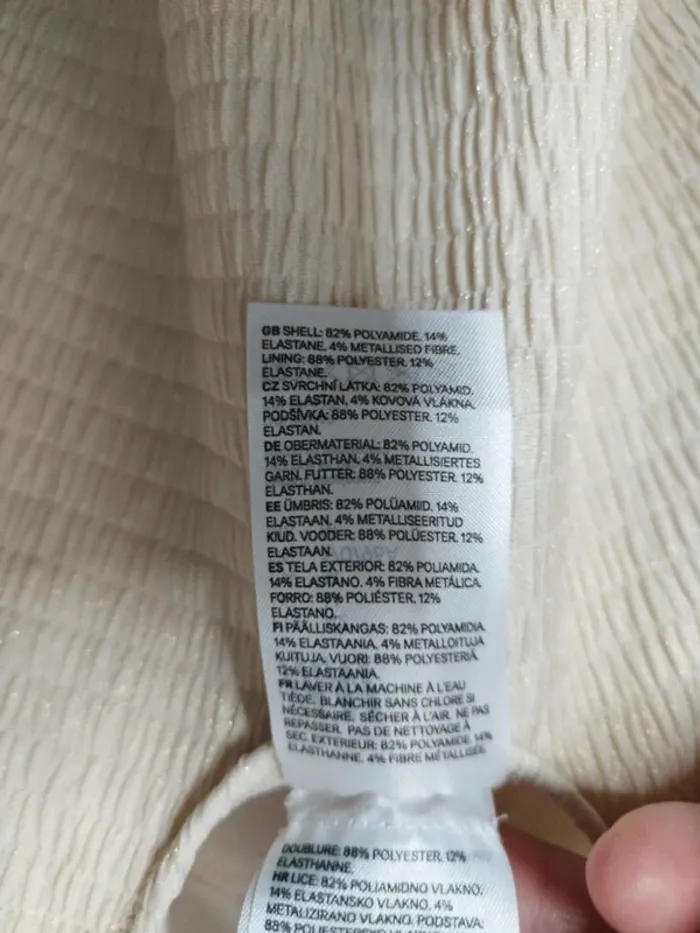 GB SHELL: 82% POLYAMIDE, 14%
ELASTANE, 4% METALLISED FIBRE.
LINING: 88% POLYESTER, 12%
ELASTANE.
CZ SVRCHNÍ LÁTKA: 82% POLYAMID,
14% ELASTAN, 4% KOVOVÁ VLÁKNA.
PODŠÍVKA: 88% POLYESTER, 12%
ELASTAN.
DE OBERMATERIAL: 82% POLYAMID,
14% ELASTHAN, 4% METALLISIERTES
GARN. FUTTER: 88% POLYESTER, 12%
ELASTHAN.
EE ÜMBRIS: 82% POLÜAMIID, 14%
ELASTAAN, 4% METALLISEERITUD
KIUD. VOODER: 88% POLÜESTER, 12%
ELASTAAN.
ES TELA EXTERIOR: 82% POLIAMIDA,
14% ELASTANO, 4% FIBRA METÁLICA.
FORRO: 88% POLIÉSTER, 12%
ELASTANO.
FI PÄÄLLISKANGAS: 82% POLYAMIDIA,
14% ELASTAANIA, 4% METALLOITUJA
KUITUJA, VUORI: 88% POLYESTERIÄ,
12% ELASTAANIA.
FR LAVER À LA MACHINE À L'EAU
TIÈDE. BLANCHIR SANS CHLORE SI
NÉCESSAIRE. SÉCHER À L'AIR. NE PAS
REPASSER. PAS DE NETTOYAGE À
SEC. EXTERIEUR: 82% POLYAMIDE, 14%
ELASTHANNE, 4% FIBRE MÉTALLISÉE.
DOUBLURE: 88% POLYESTER, 12%
ELASTHANNE.
HR LICE: 82% POLIAMIDNO VLAKNO,
14% ELASTANSKO VLAKNO, 4%
METALIZIRANO VLAKNO. PODSTAVA:
88% POLIESTERSKO VLAKNO